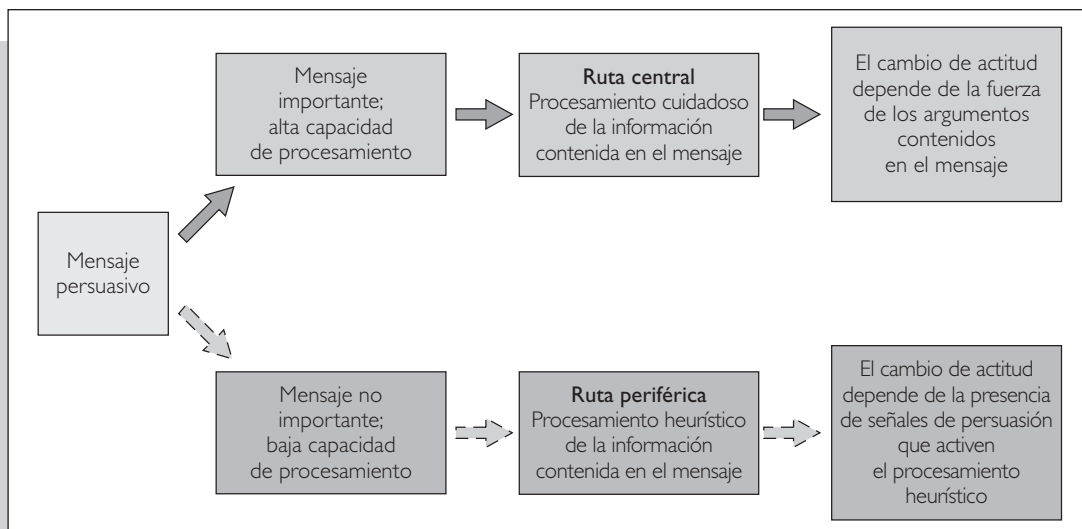 Mensaje
persuasivo
Mensaje
importante;
alta capacidad
de procesamiento
Ruta central
Procesamiento cuidadoso
de la información
contenida en el mensaje
El cambio de actitud
depende de la fuerza
de los argumentos
contenidos
en el mensaje
Mensaje no
importante;
baja capacidad
de procesamiento
Ruta periférica
Procesamiento heurístico
de la información
contenida en el mensaje
El cambio de actitud
depende de la presencia
de señales de persuasión
que activen
el procesamiento
heurístico